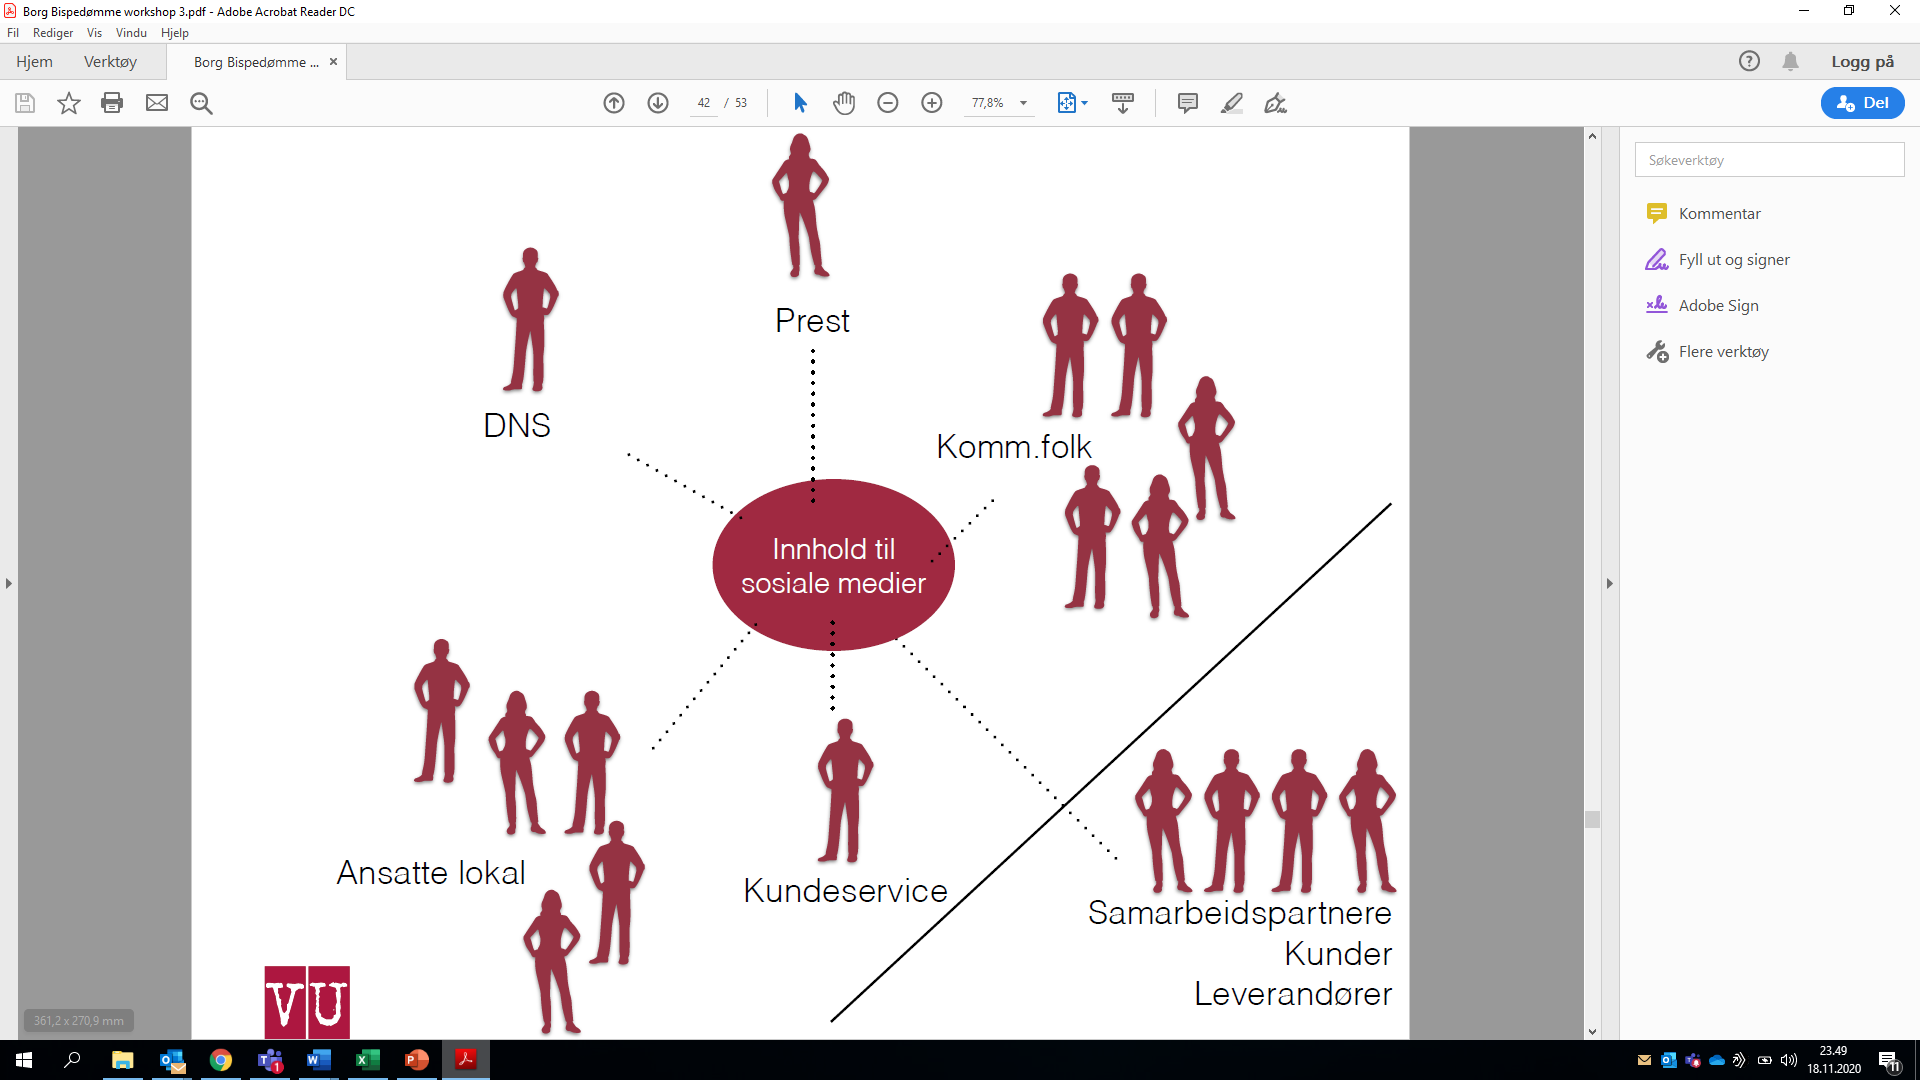 Borg Bispedømme workshop 3.pdf - Adobe Acrobat Reader DC
Fil Rediger Vis Vindu Hjelp
Hjem Verktøy Borg Bispedømme ... Logg på
42 / 53 77,8% Del
Søkeverktøy
Kommentar
Fyll ut og signer
Adobe Sign
Flere verktøy
Prest
DNS
Komm.folk
Innhold til
sosiale medier
Ansatte lokal
Kundeservice
Samarbeidspartnere
Kunder
Leverandører
VU
361,2 x 270,9 mm
1
23.49
18.11.2020
11